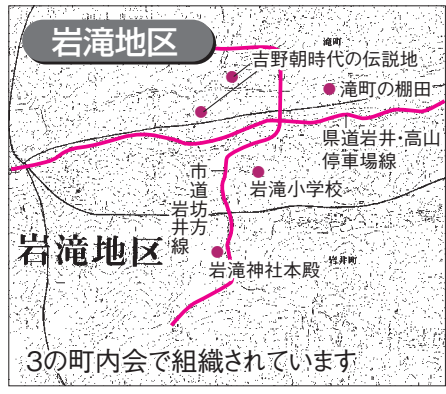 岩滝地区
滝町
吉野朝時代の伝説地
滝町の棚田
県道岩井・高山
停車場線
市道坊方
岩井線
岩滝小学校
岩滝地区
岩滝神社本殿
岩井町
3の町内会で組織されています